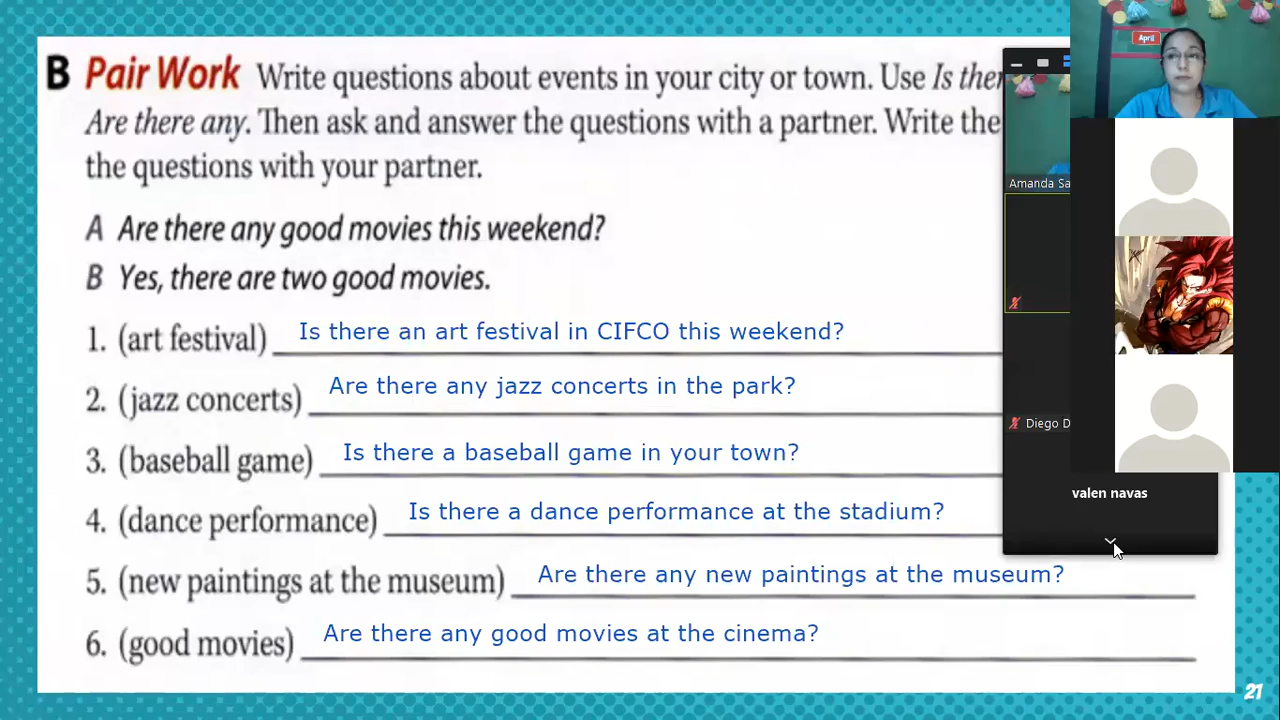 B Pair Work Write questions about events in your city or town. Use Is
Are there any. Then ask and answer the questions with a partner. Write the
the questions with your partner.
A Are there any good movies this weekend?
B Yes, there are two good movies.
1. (art festival) Is there an art festival in CIFCO this weekend?
2. (jazz concerts) Are there any jazz concerts in the park?
3. (baseball game) Is there a baseball game in your town?
4. (dance performance) Is there a dance performance at the stadium?
5. (new paintings at the museum) Are there any new paintings at the museum?
6. (good movies) Are there any good movies at the cinema?
21
April
Amanda
Diego
valen navas